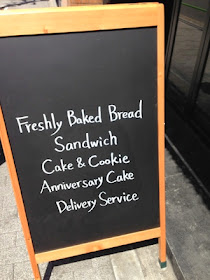 Freshly Baked Bread
Sandwich
Cake & Cookie
Anniversary Cake
Delivery Service